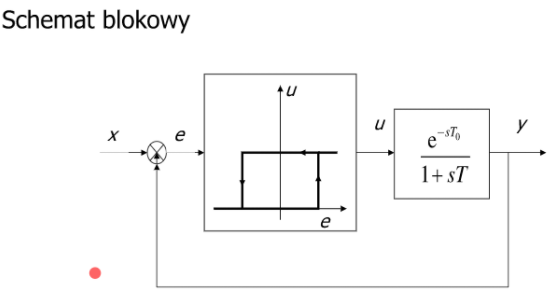 Schemat blokowy
u
x
e
e
u
e^{-sT_0}
1+ sT
y